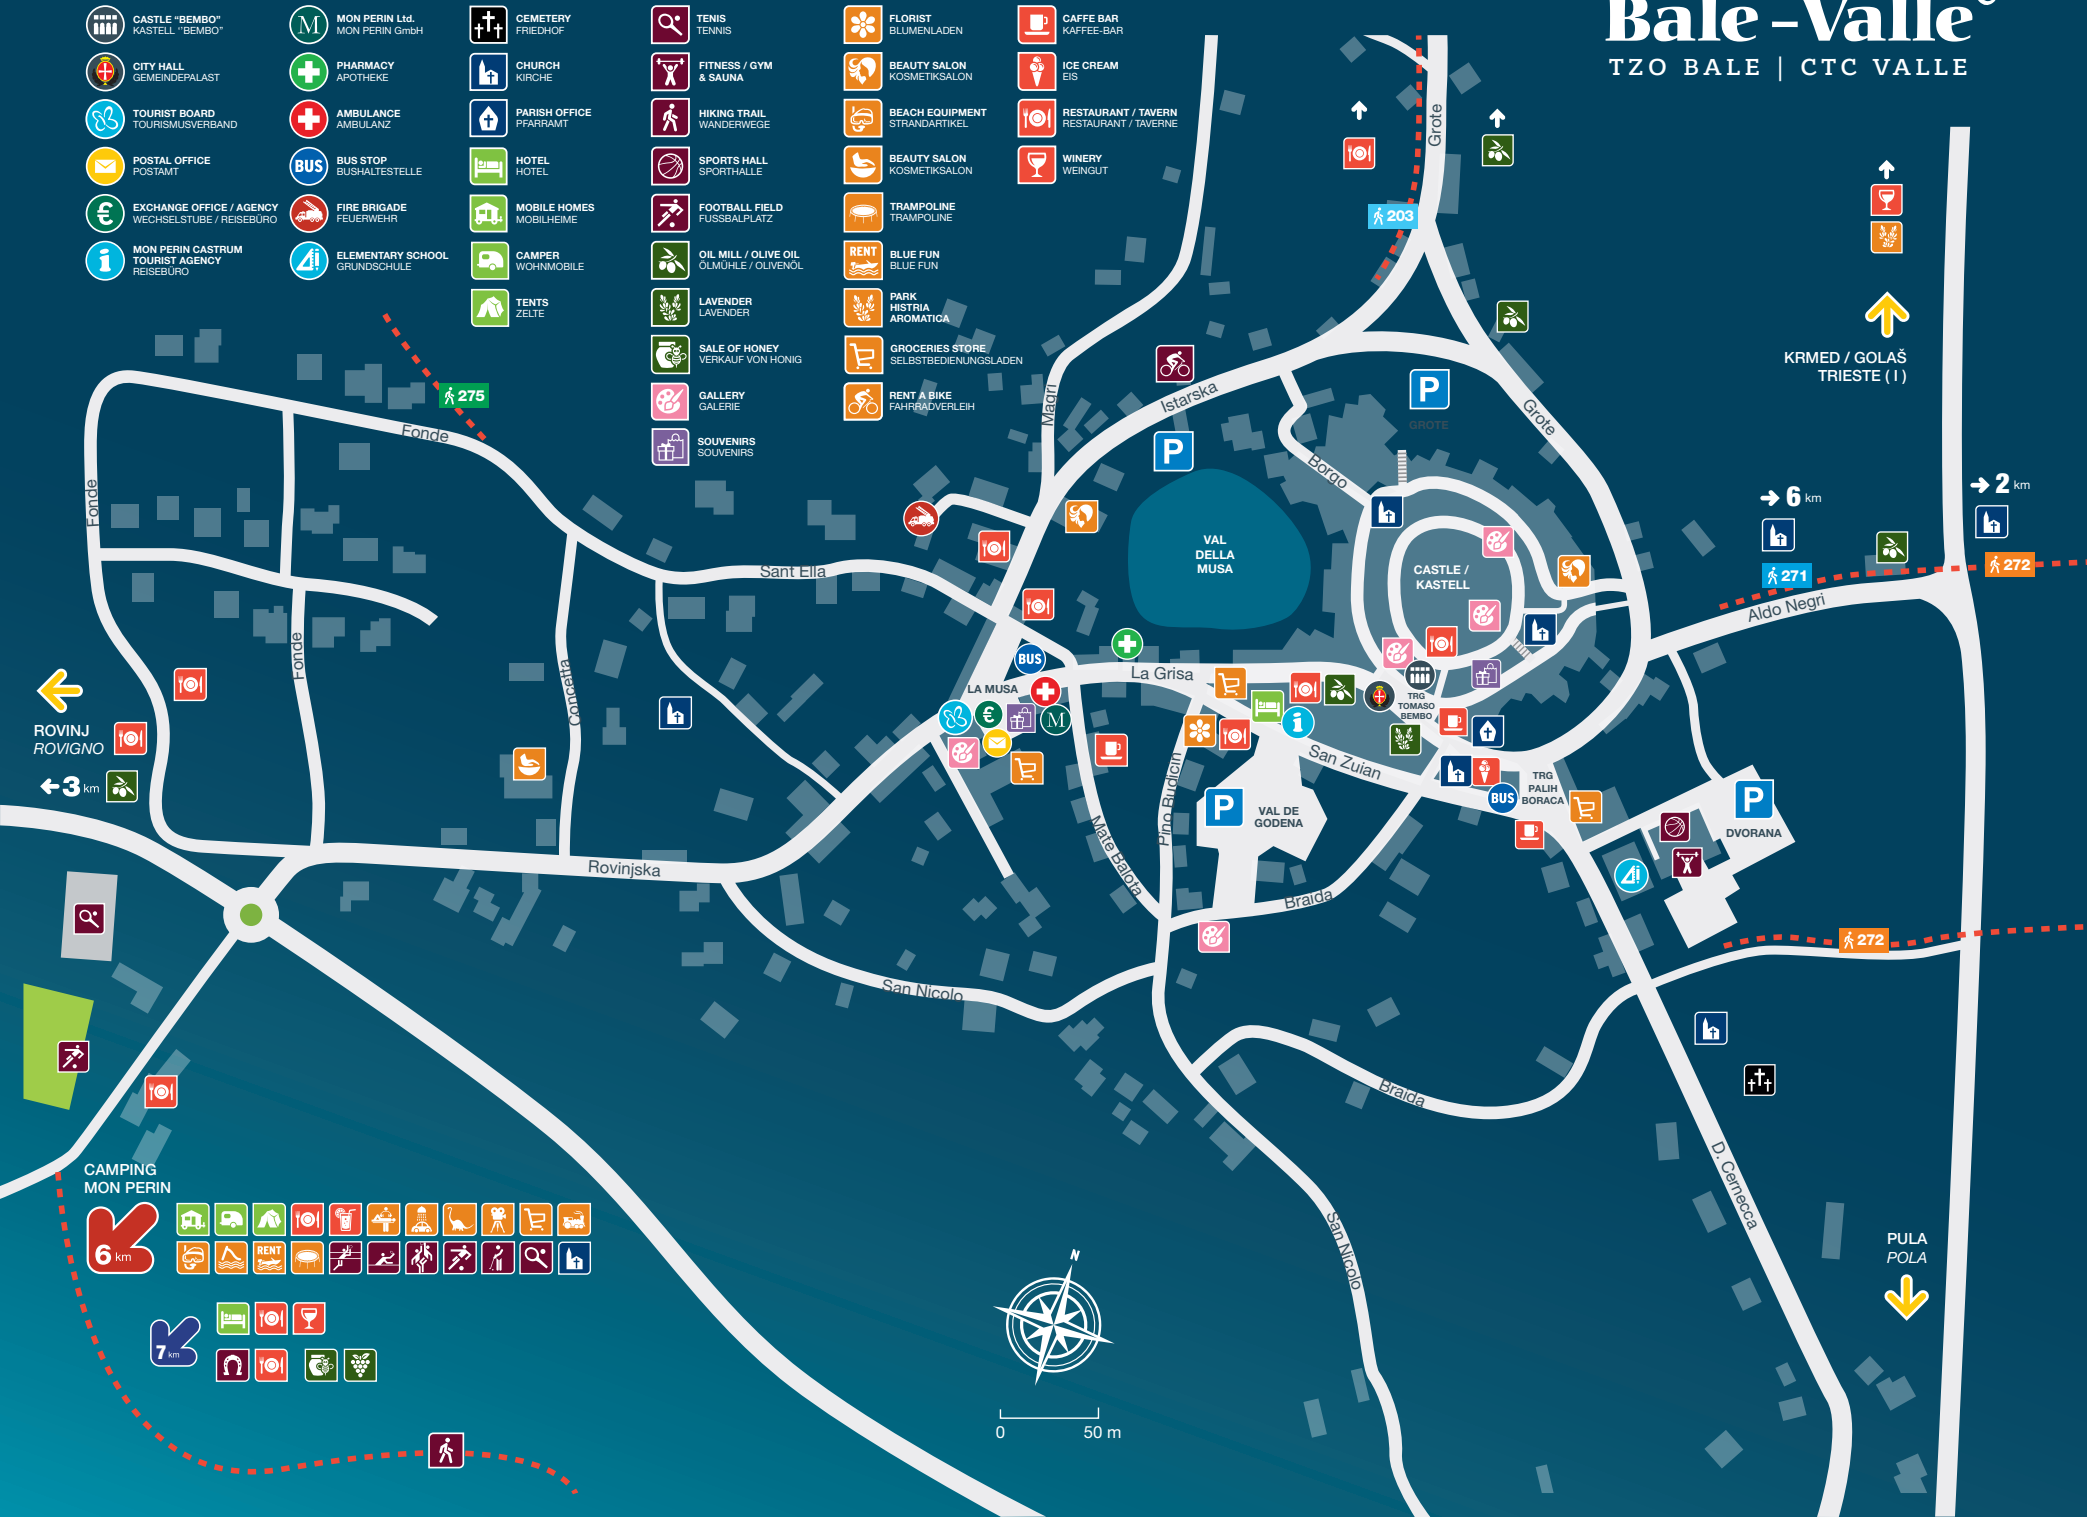 Bale - Valle
TZO BALE | CTC VALLE
CASTLE “BEMBO”
KASTELL “BEMBO”
CITY HALL
GEMEINDEPALAST
TOURIST BOARD
TOURISMUSVERBAND
POSTAL OFFICE
POSTAMT
€
EXCHANGE OFFICE / AGENCY
WECHSELSTUBE / REISEBÜRO
i
MON PERIN CASTRUM
TOURIST AGENCY
REISEBÜRO
M
MON PERIN Ltd.
MON PERIN GmbH
PHARMACY
APOTHEKE
AMBULANCE
AMBULANZ
BUS
BUS STOP
BUSHALTESTELLE
FIRE BRIGADE
FEUERWEHR
ELEMENTARY SCHOOL
GRUNDSCHULE
CEMETERY
FRIEDHOF
CHURCH
KIRCHE
PARISH OFFICE
PFARRAMT
HOTEL
HOTEL
MOBILE HOMES
MOBILHEIME
CAMPER
WOHNMOBILE
TENTS
ZELTE
TENIS
TENNIS
FITNESS / GYM
& SAUNA
HIKING TRAIL
WANDERWEGE
SPORTS HALL
SPORTHALLE
FOOTBALL FIELD
FUSSBALPLATZ
OIL MILL / OLIVE OIL
ÖLMÜHLE / OLIVENÖL
LAVENDER
LAVENDER
SALE OF HONEY
VERKAUF VON HONIG
GALLERY
GALERIE
SOUVENIRS
SOUVENIRS
FLORIST
BLUMENLADEN
BEAUTY SALON
KOSMETIKSALON
BEACH EQUIPMENT
STRANDARTIKEL
BEAUTY SALON
KOSMETIKSALON
TRAMPOLINE
TRAMPOLINE
RENT
BLUE FUN
BLUE FUN
PARK
HISTRIA
AROMATICA
GROCERIES STORE
SELBSTBEDIENUNGSLADEN
RENT A BIKE
FAHRRADVERLEIH
CAFFE BAR
KAFFEE-BAR
ICE CREAM
EIS
RESTAURANT / TAVERN
RESTAURANT / TAVERNE
WINERY
WEINGUT
Grote
203
KRMED / GOLAŠ
TRIESTE ( I )
275
Fonde
Fonde
Fonde
Magri
Istarska
P
P
GROTE
Grote
Borgo
6 km
2 km
271
272
Aldo Negri
VAL
DELLA
MUSA
CASTLE /
KASTELL
Sant Ella
Concetta
BUS
LA MUSA
€
M
La Grisa
TRG
TOMASO
BEMBO
i
San Zuian
ROVINJ
ROVIGNO
3 km
P
VAL DE
GODENA
BUS
TRG
PALIH
BORACA
P
DVORANA
Pino Budicin
Mate Balota
Rovinjska
Braida
272
San Nicolo
Braida
D. Cernecca
San Nicolo
CAMPING
MON PERIN
6 km
RENT
7 km
N
0 50 m
PULA
POLA